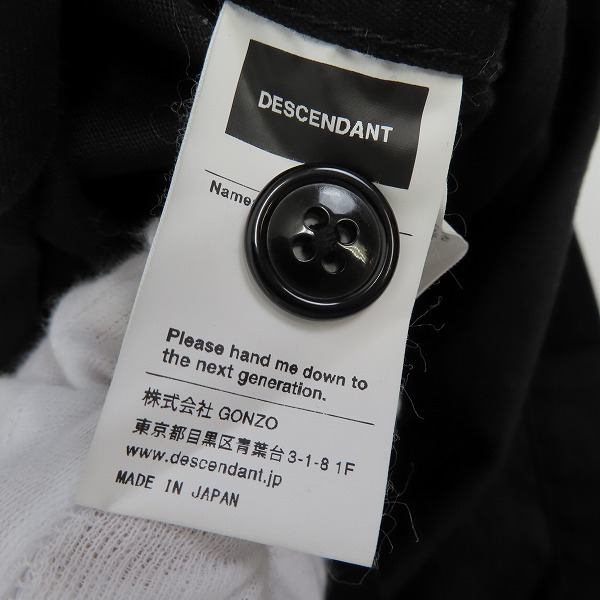 DESCENDANT
Name:
Please hand me down to
the next generation.
株式会社 GONZO
東京都目黒区青葉台3-1-8 1F
www.descendant.jp
MADE IN JAPAN